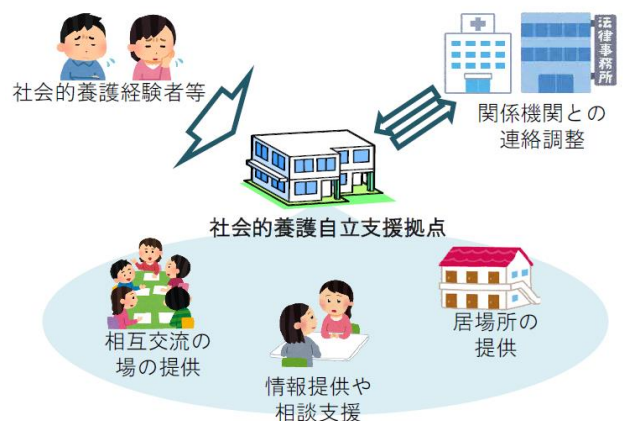 法律事務所
社会的養護経験者等
関係機関との
連絡調整
社会的養護自立支援拠点
相互交流の
場の提供
情報提供や
相談支援
居場所の
提供